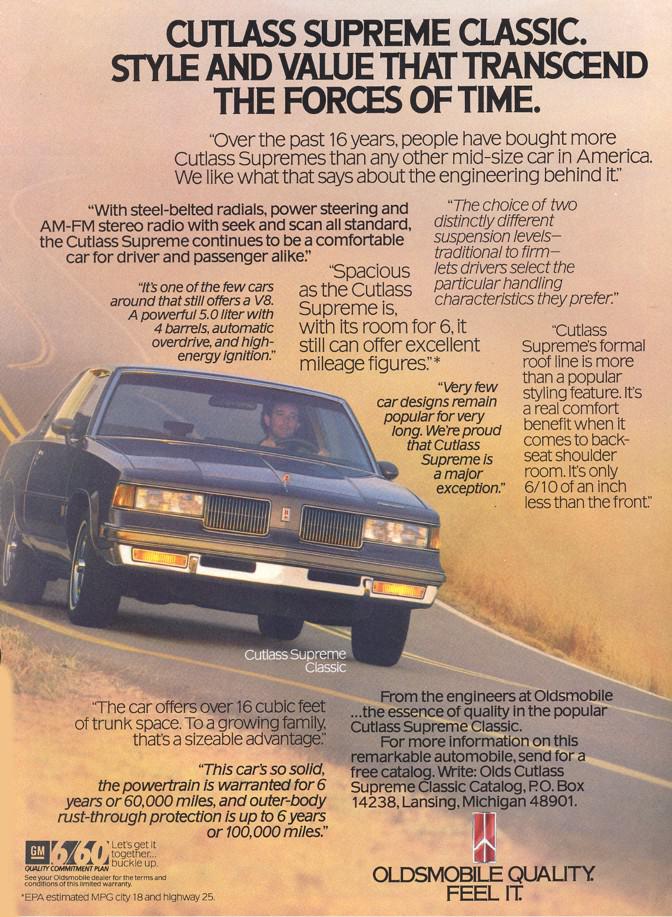 CUTLASS SUPREME CLASSIC.
STYLE AND VALUE THAT TRANSCEND
THE FORCES OF TIME.
"Over the past 16 years, people have bought more
Cutlass Supremes than any other mid-size car in America.
We like what that says about the engineering behind it."
"With steel-belted radials, power steering and
AM-FM stereo radio with seek and scan all standard,
the Cutlass Supreme continues to be a comfortable
car for driver and passenger alike."
"The choice of two
distinctly different
suspension levels—
traditional to firm—
lets drivers select the
particular handling
characteristics they prefer."
"It's one of the few cars
around that still offers a V8.
A powerful 5.0 liter with
4 barrels, automatic
overdrive, and high-
energy ignition."
"Spacious
as the Cutlass
Supreme is,
with its room for 6, it
still can offer excellent
mileage figures."*
"Cutlass
Supreme's formal
roof line is more
than a popular
styling feature. It's
a real comfort
benefit when it
comes to back-
seat shoulder
room. It's only
6/10 of an inch
less than the front."
"Very few
car designs remain
popular for very
long. We're proud
that Cutlass
Supreme is
a major
exception."
Cutlass Supreme
Classic
"The car offers over 16 cubic feet
of trunk space. To a growing family,
that's a sizeable advantage."
"This car's so solid,
the powertrain is warranted for 6
years or 60,000 miles, and outer-body
rust-through protection is up to 6 years
or 100,000 miles."
From the engineers at Oldsmobile
...the essence of quality in the popular
Cutlass Supreme Classic.
For more information on this
remarkable automobile, send for a
free catalog. Write: Olds Cutlass
Supreme Classic Catalog, P.O. Box
14238, Lansing, Michigan 48901.
GM 6/60
QUALITY COMMITMENT PLAN
Let's get it
together...
buckle up.
See your Oldsmobile dealer for the terms and
conditions of this limited warranty.
*EPA estimated MPG city 18 and highway 25.
OLDSMOBILE QUALITY.
FEEL IT.